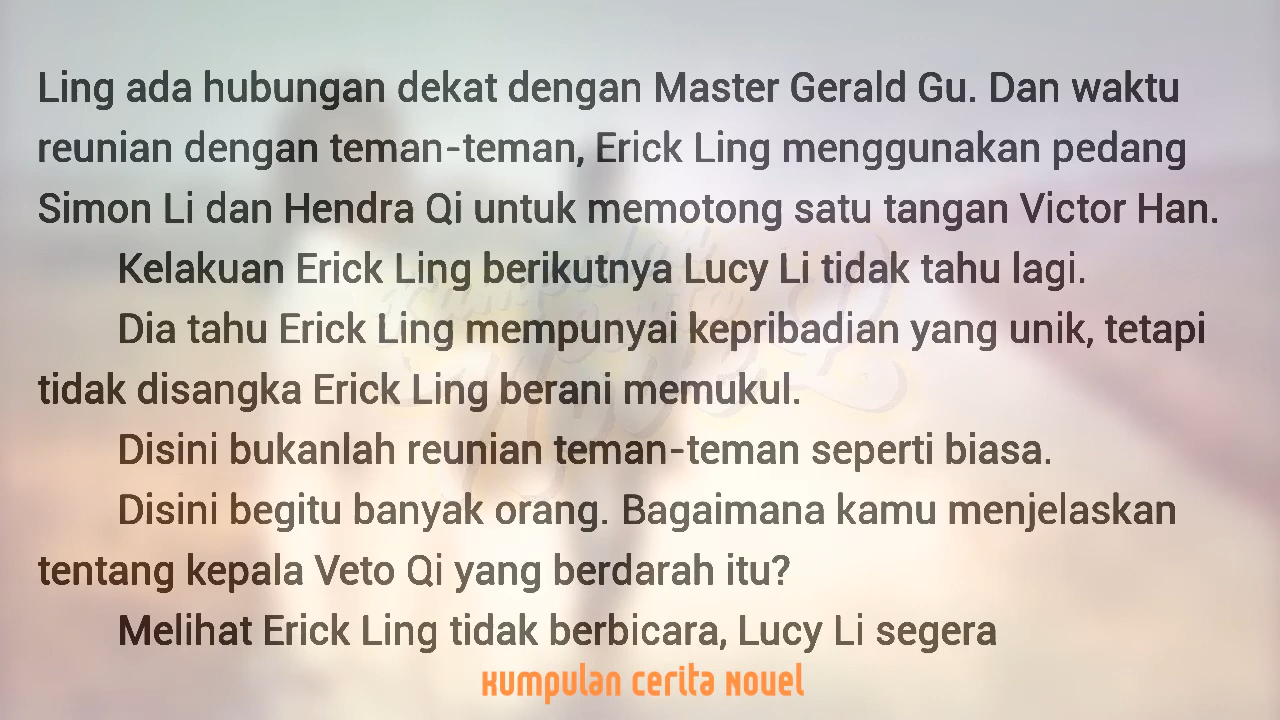 Ling ada hubungan dekat dengan Master Gerald Gu. Dan waktu
reunian dengan teman-teman, Erick Ling menggunakan pedang
Simon Li dan Hendra Qi untuk memotong satu tangan Victor Han.
Kelakuan Erick Ling berikutnya Lucy Li tidak tahu lagi.
Dia tahu Erick Ling mempunyai kepribadian yang unik, tetapi
tidak disangka Erick Ling berani memukul.
Disini bukanlah reunian teman-teman seperti biasa.
Disini begitu banyak orang. Bagaimana kamu menjelaskan
tentang kepala Veto Qi yang berdarah itu?
Melihat Erick Ling tidak berbicara, Lucy Li segera
Kumpulan Cerita Novel